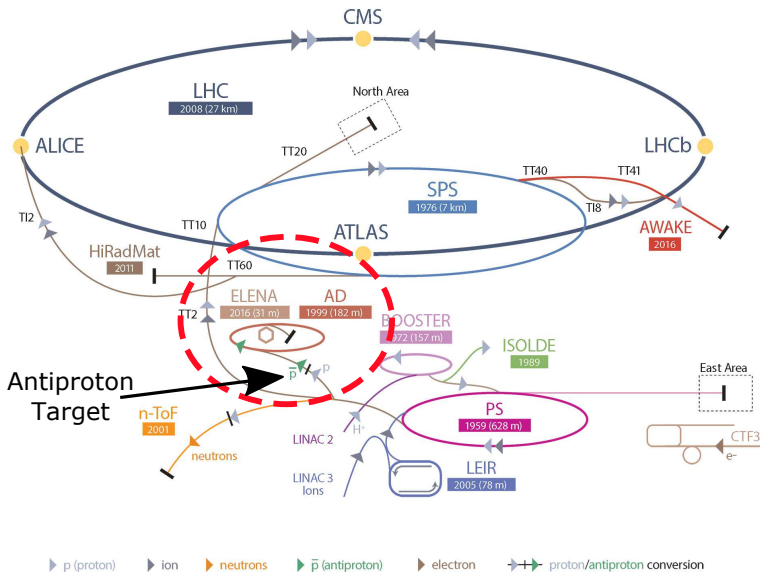 CMS
LHC
2008 (27 km)
North Area
ALICE
TT20
LHCb
TT40
TT41
SPS
1976 (7 km)
TI2
TT10
TI8
ATLAS
AWAKE
2016
HiRadMat
2011
TT60
ELENA
2016 (31 m)
AD
1999 (182 m)
TT2
BOOSTER
1972 (157 m)
ISOLDE
1989
p
p̅
East Area
Antiproton
Target
n-ToF
2001
PS
1959 (628 m)
H⁺
LINAC 2
neutrons
CTF3
e-
LINAC 3
Ions
LEIR
2005 (78 m)
p (proton)
ion
neutrons
p̅ (antiproton)
electron
proton/antiproton conversion